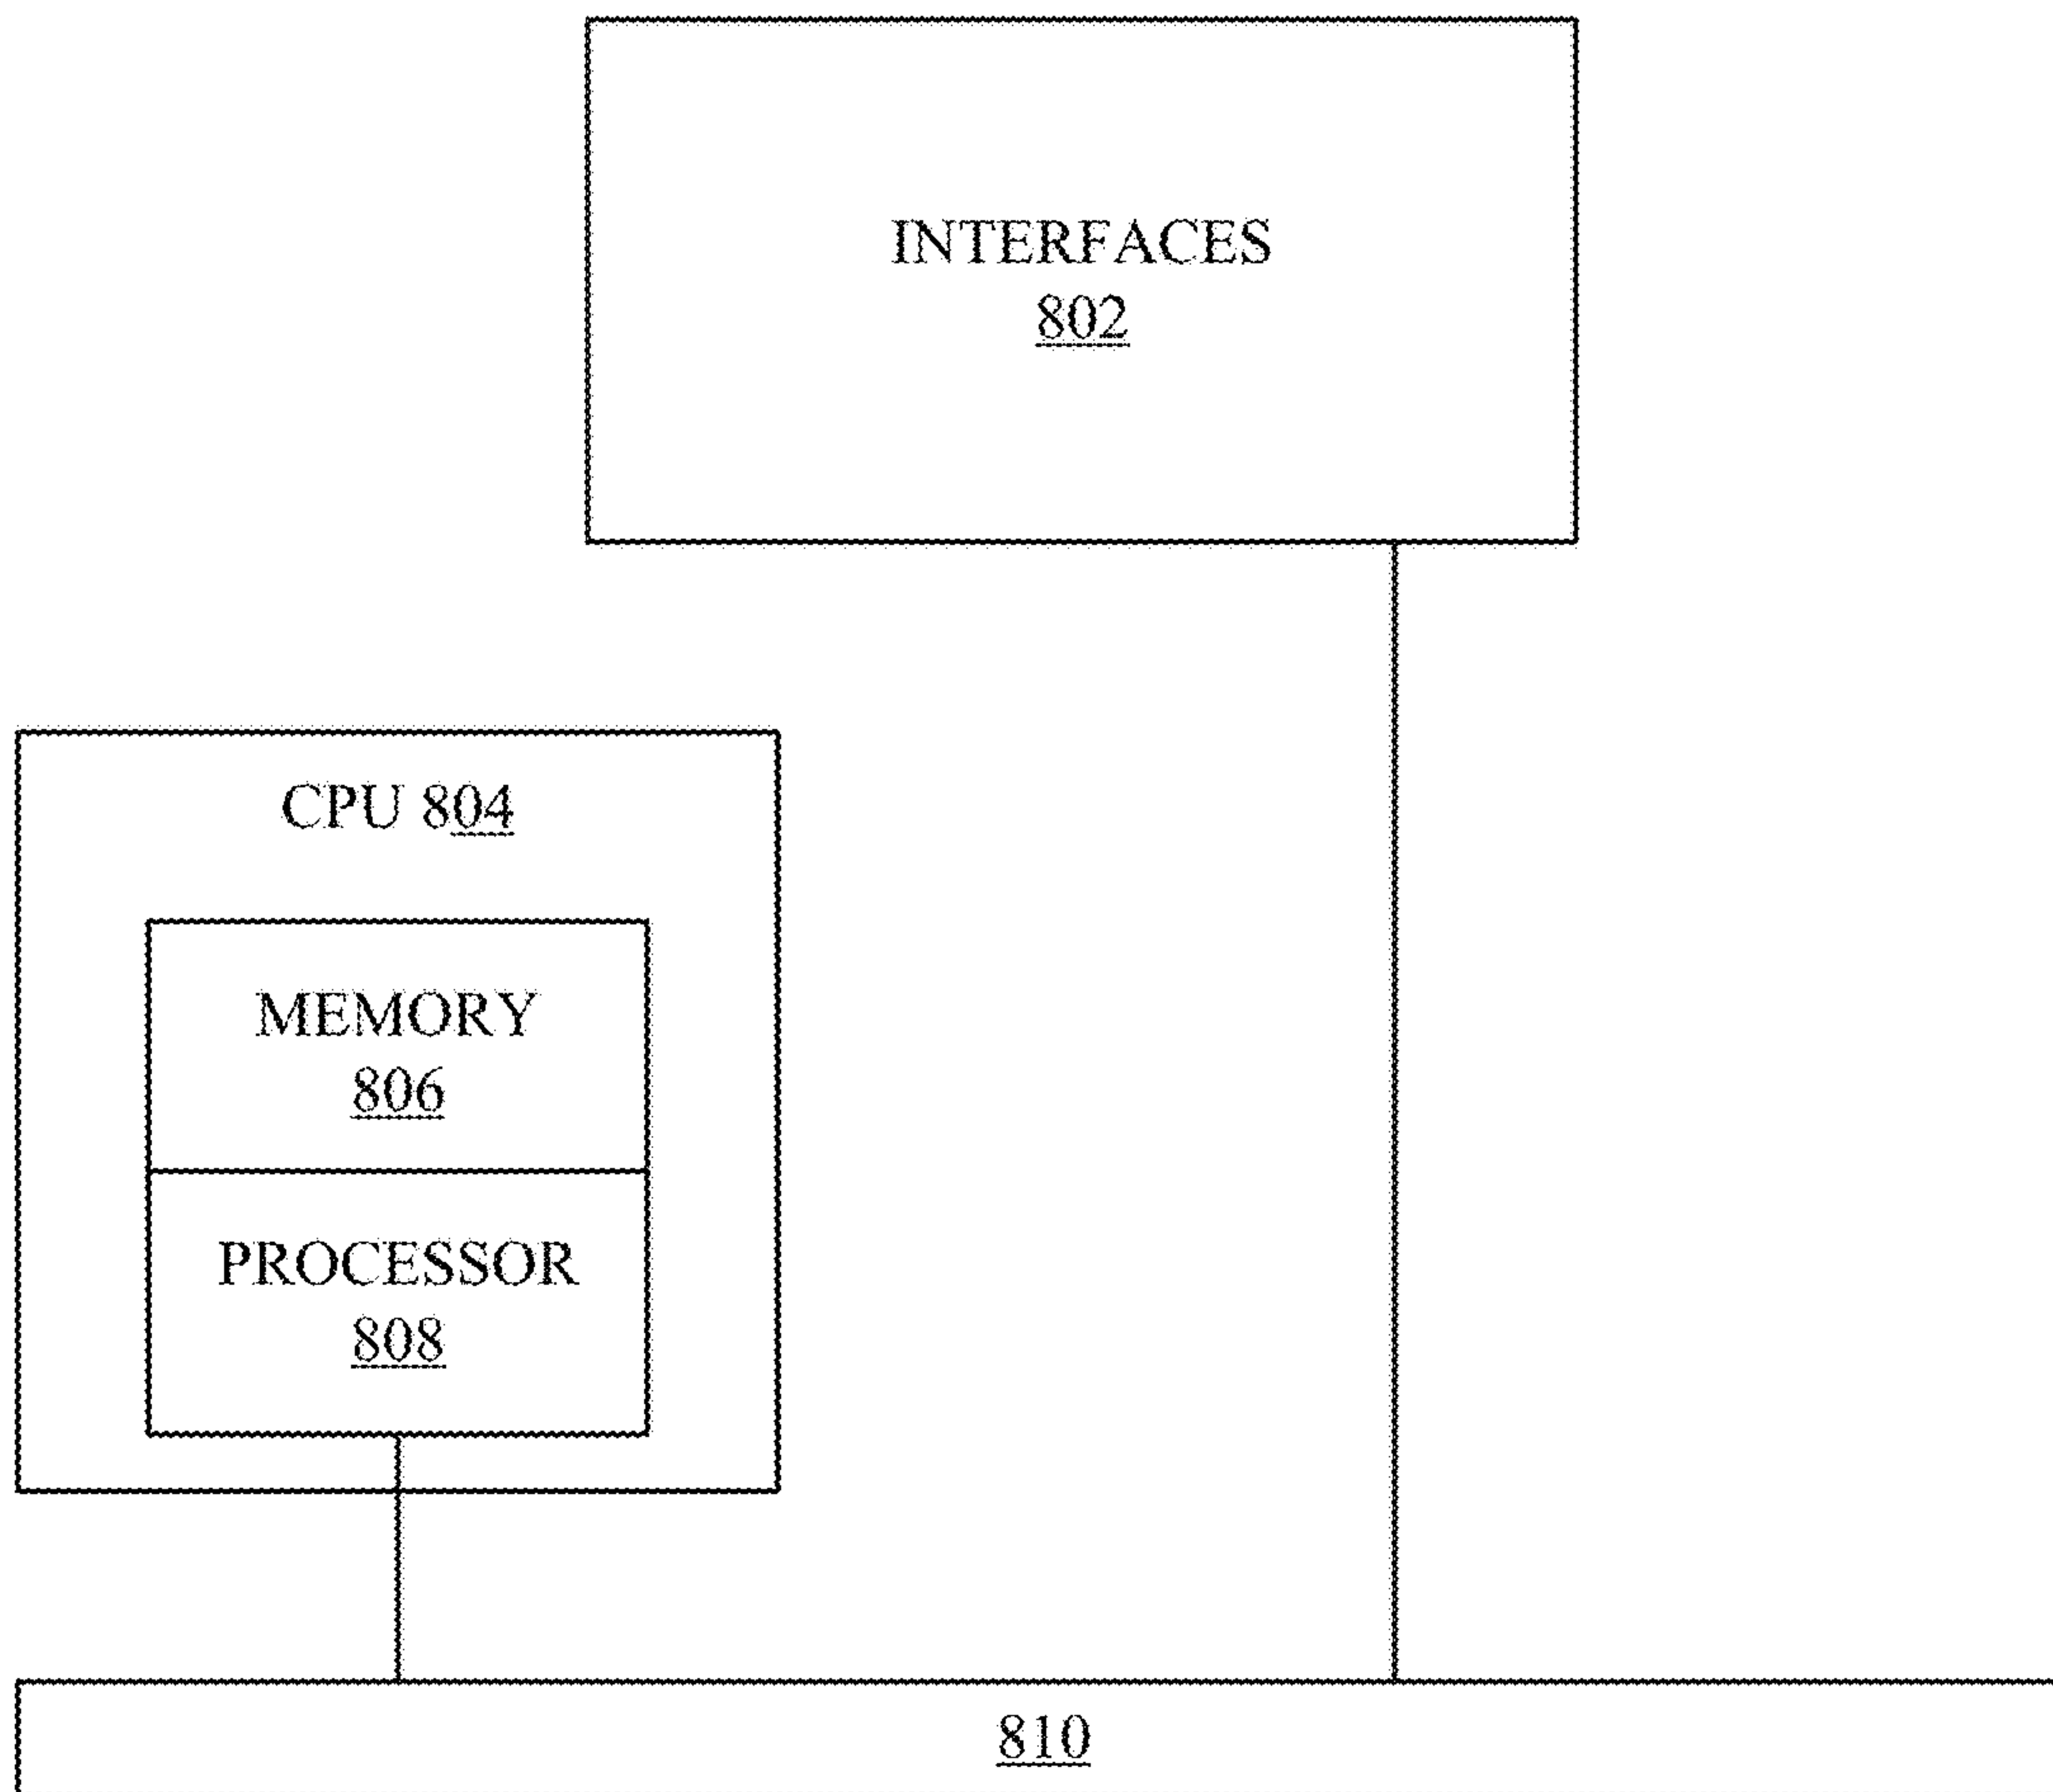 INTERFACES
802
CPU 804
MEMORY
806
PROCESSOR
808
810